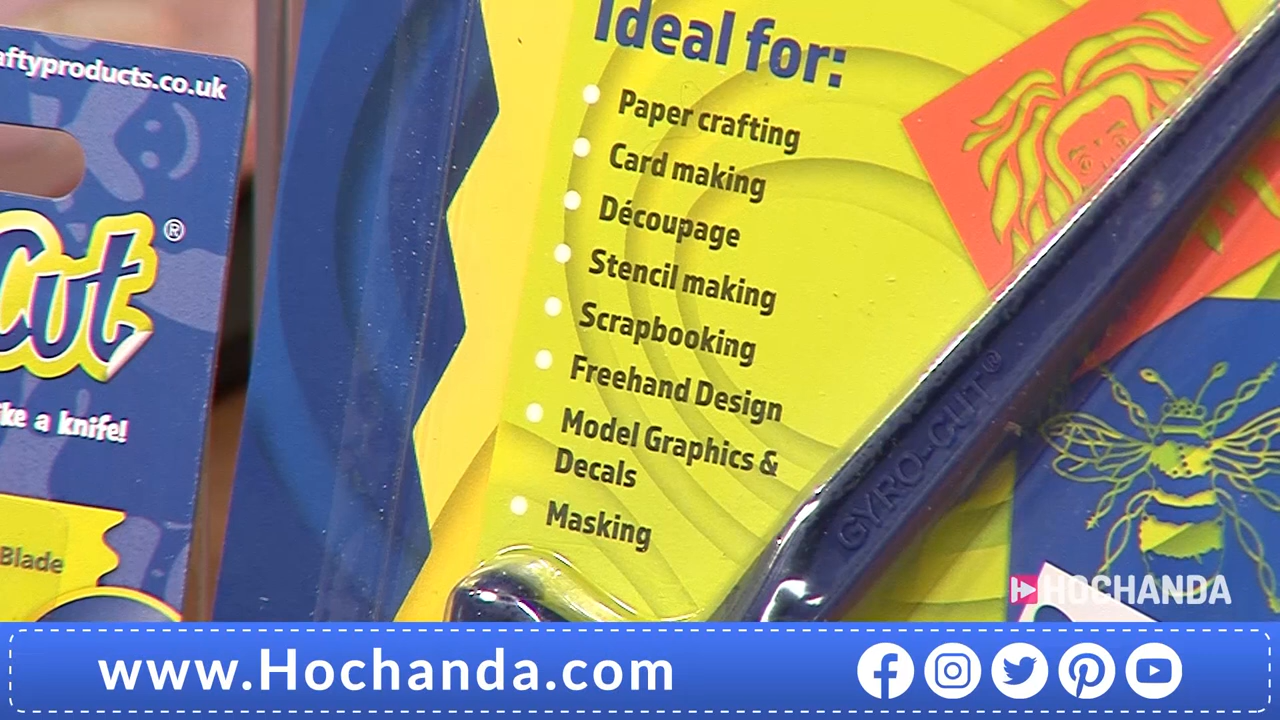 aftyproducts.co.uk
Cut®
ke a knife!
Blade
Ideal for:
Paper crafting
Card making
Découpage
Stencil making
Scrapbooking
Freehand Design
Model Graphics &
Decals
Masking
GYRO-CUT®
HOCHANDA
www.Hochanda.com